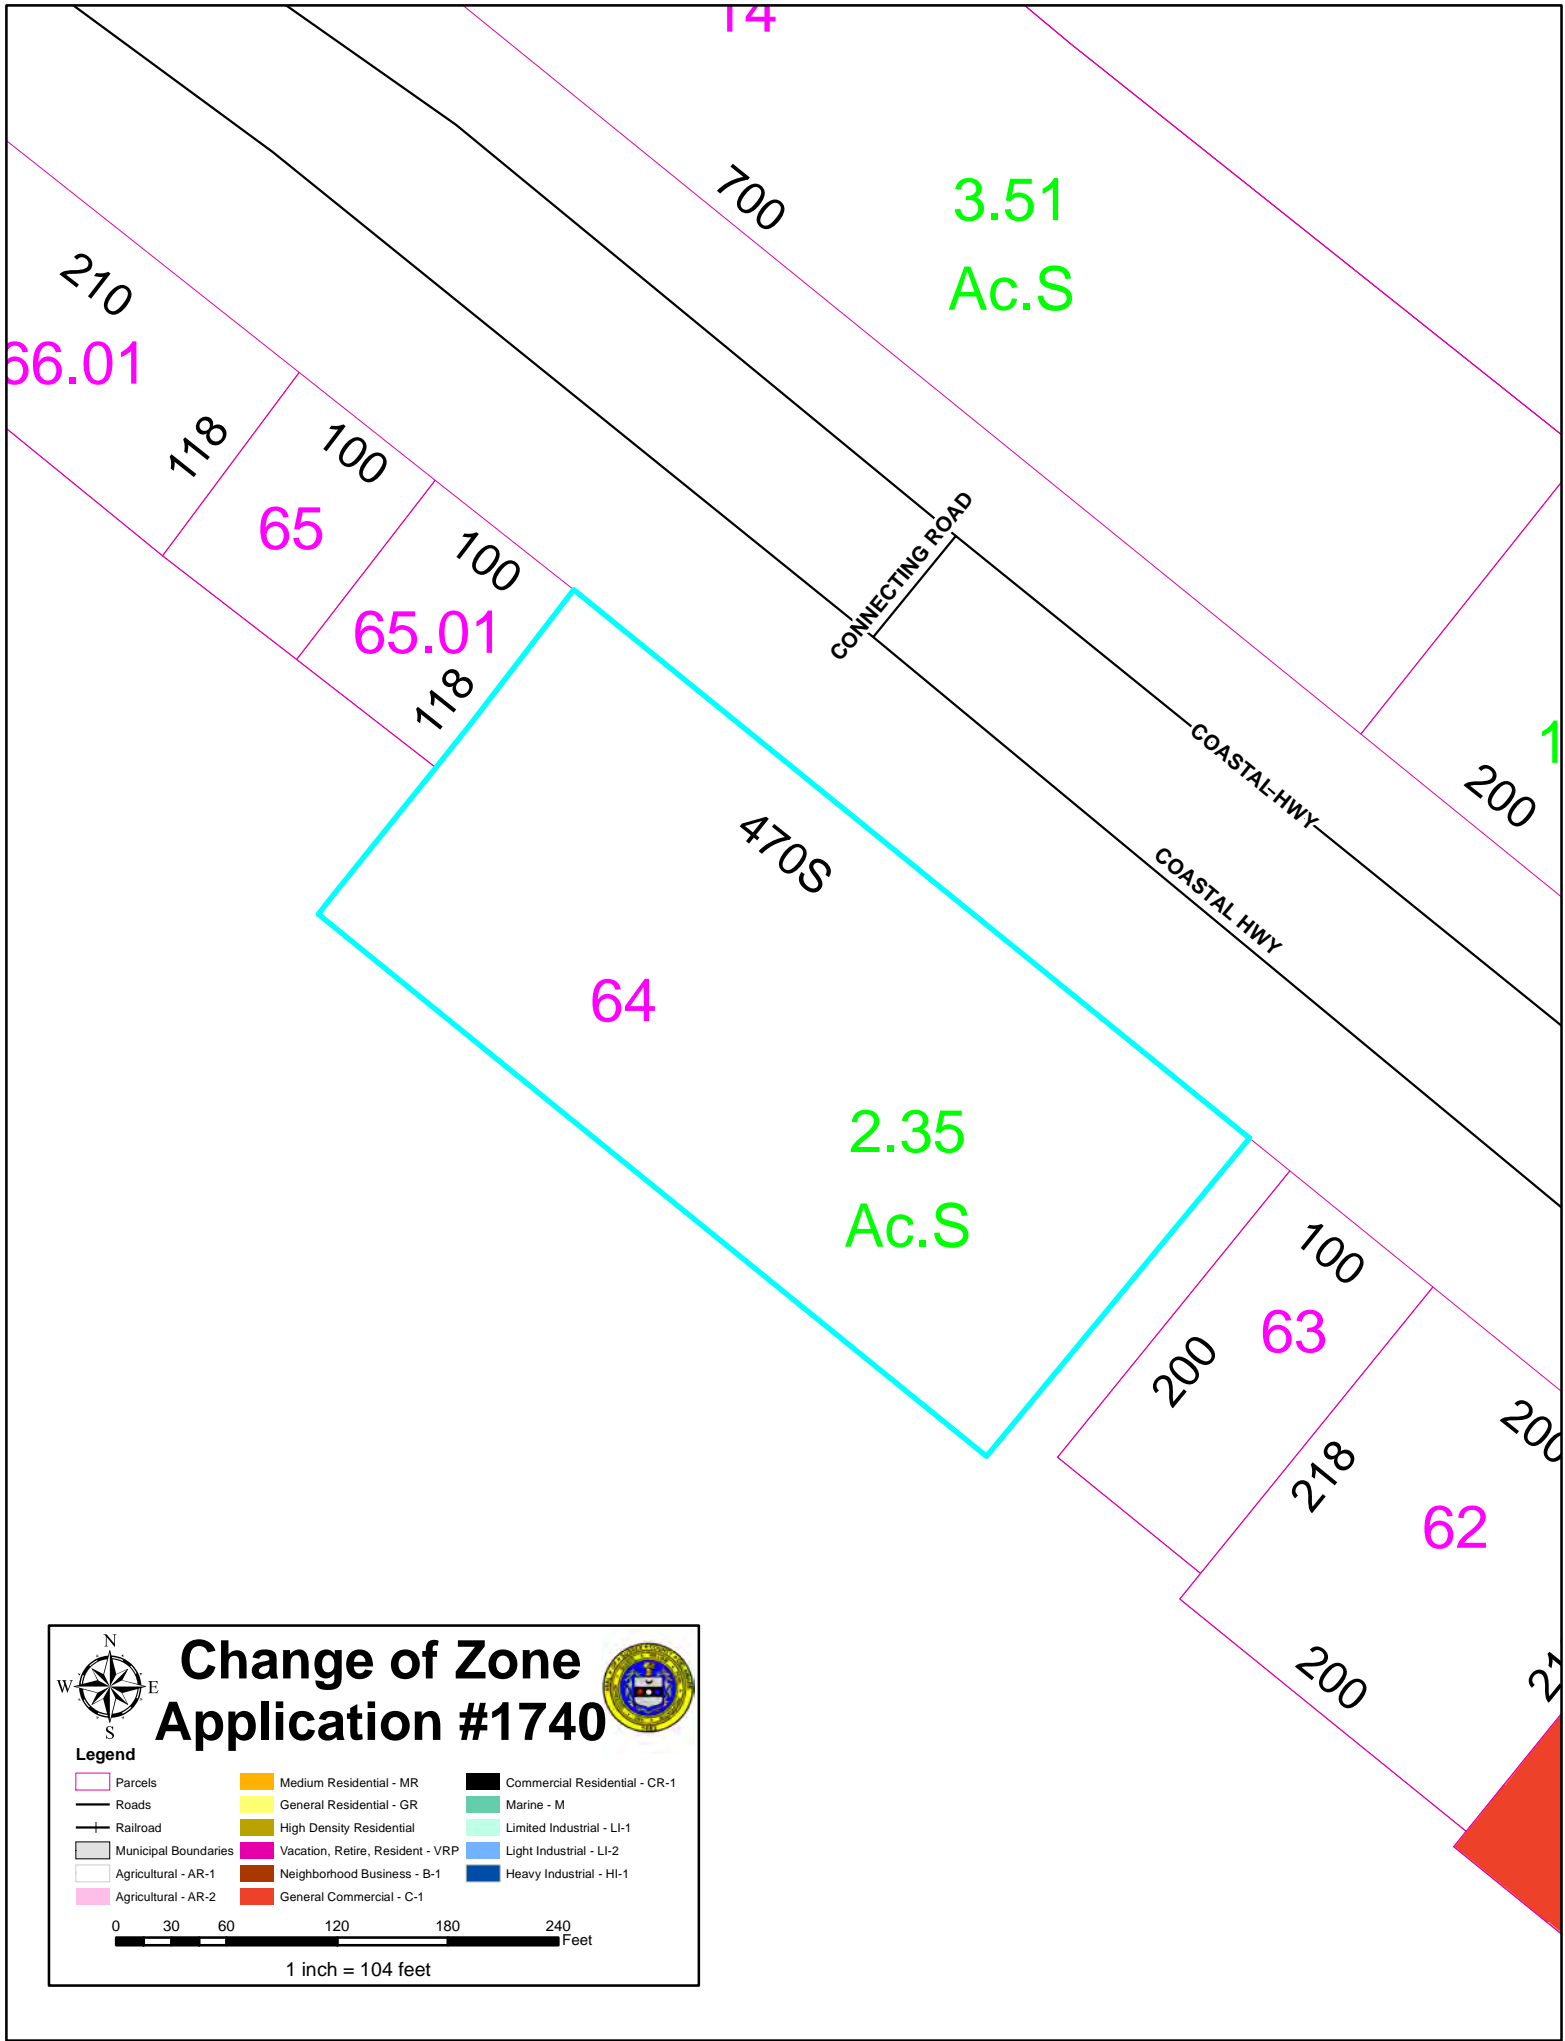 14
700
3.51
Ac.S
210
66.01
118
100
65
100
65.01
118
CONNECTING ROAD
COASTAL HWY
COASTAL HWY
1
200
470S
64
2.35
Ac.S
100
63
200
218
200
62
200
21
N
W E
S
Change of Zone
Application #1740
Legend
Parcels
Roads
Railroad
Municipal Boundaries
Agricultural - AR-1
Agricultural - AR-2
Medium Residential - MR
General Residential - GR
High Density Residential
Vacation, Retire, Resident - VRP
Neighborhood Business - B-1
General Commercial - C-1
Commercial Residential - CR-1
Marine - M
Limited Industrial - LI-1
Light Industrial - LI-2
Heavy Industrial - HI-1
0 30 60 120 180 240
Feet
1 inch = 104 feet